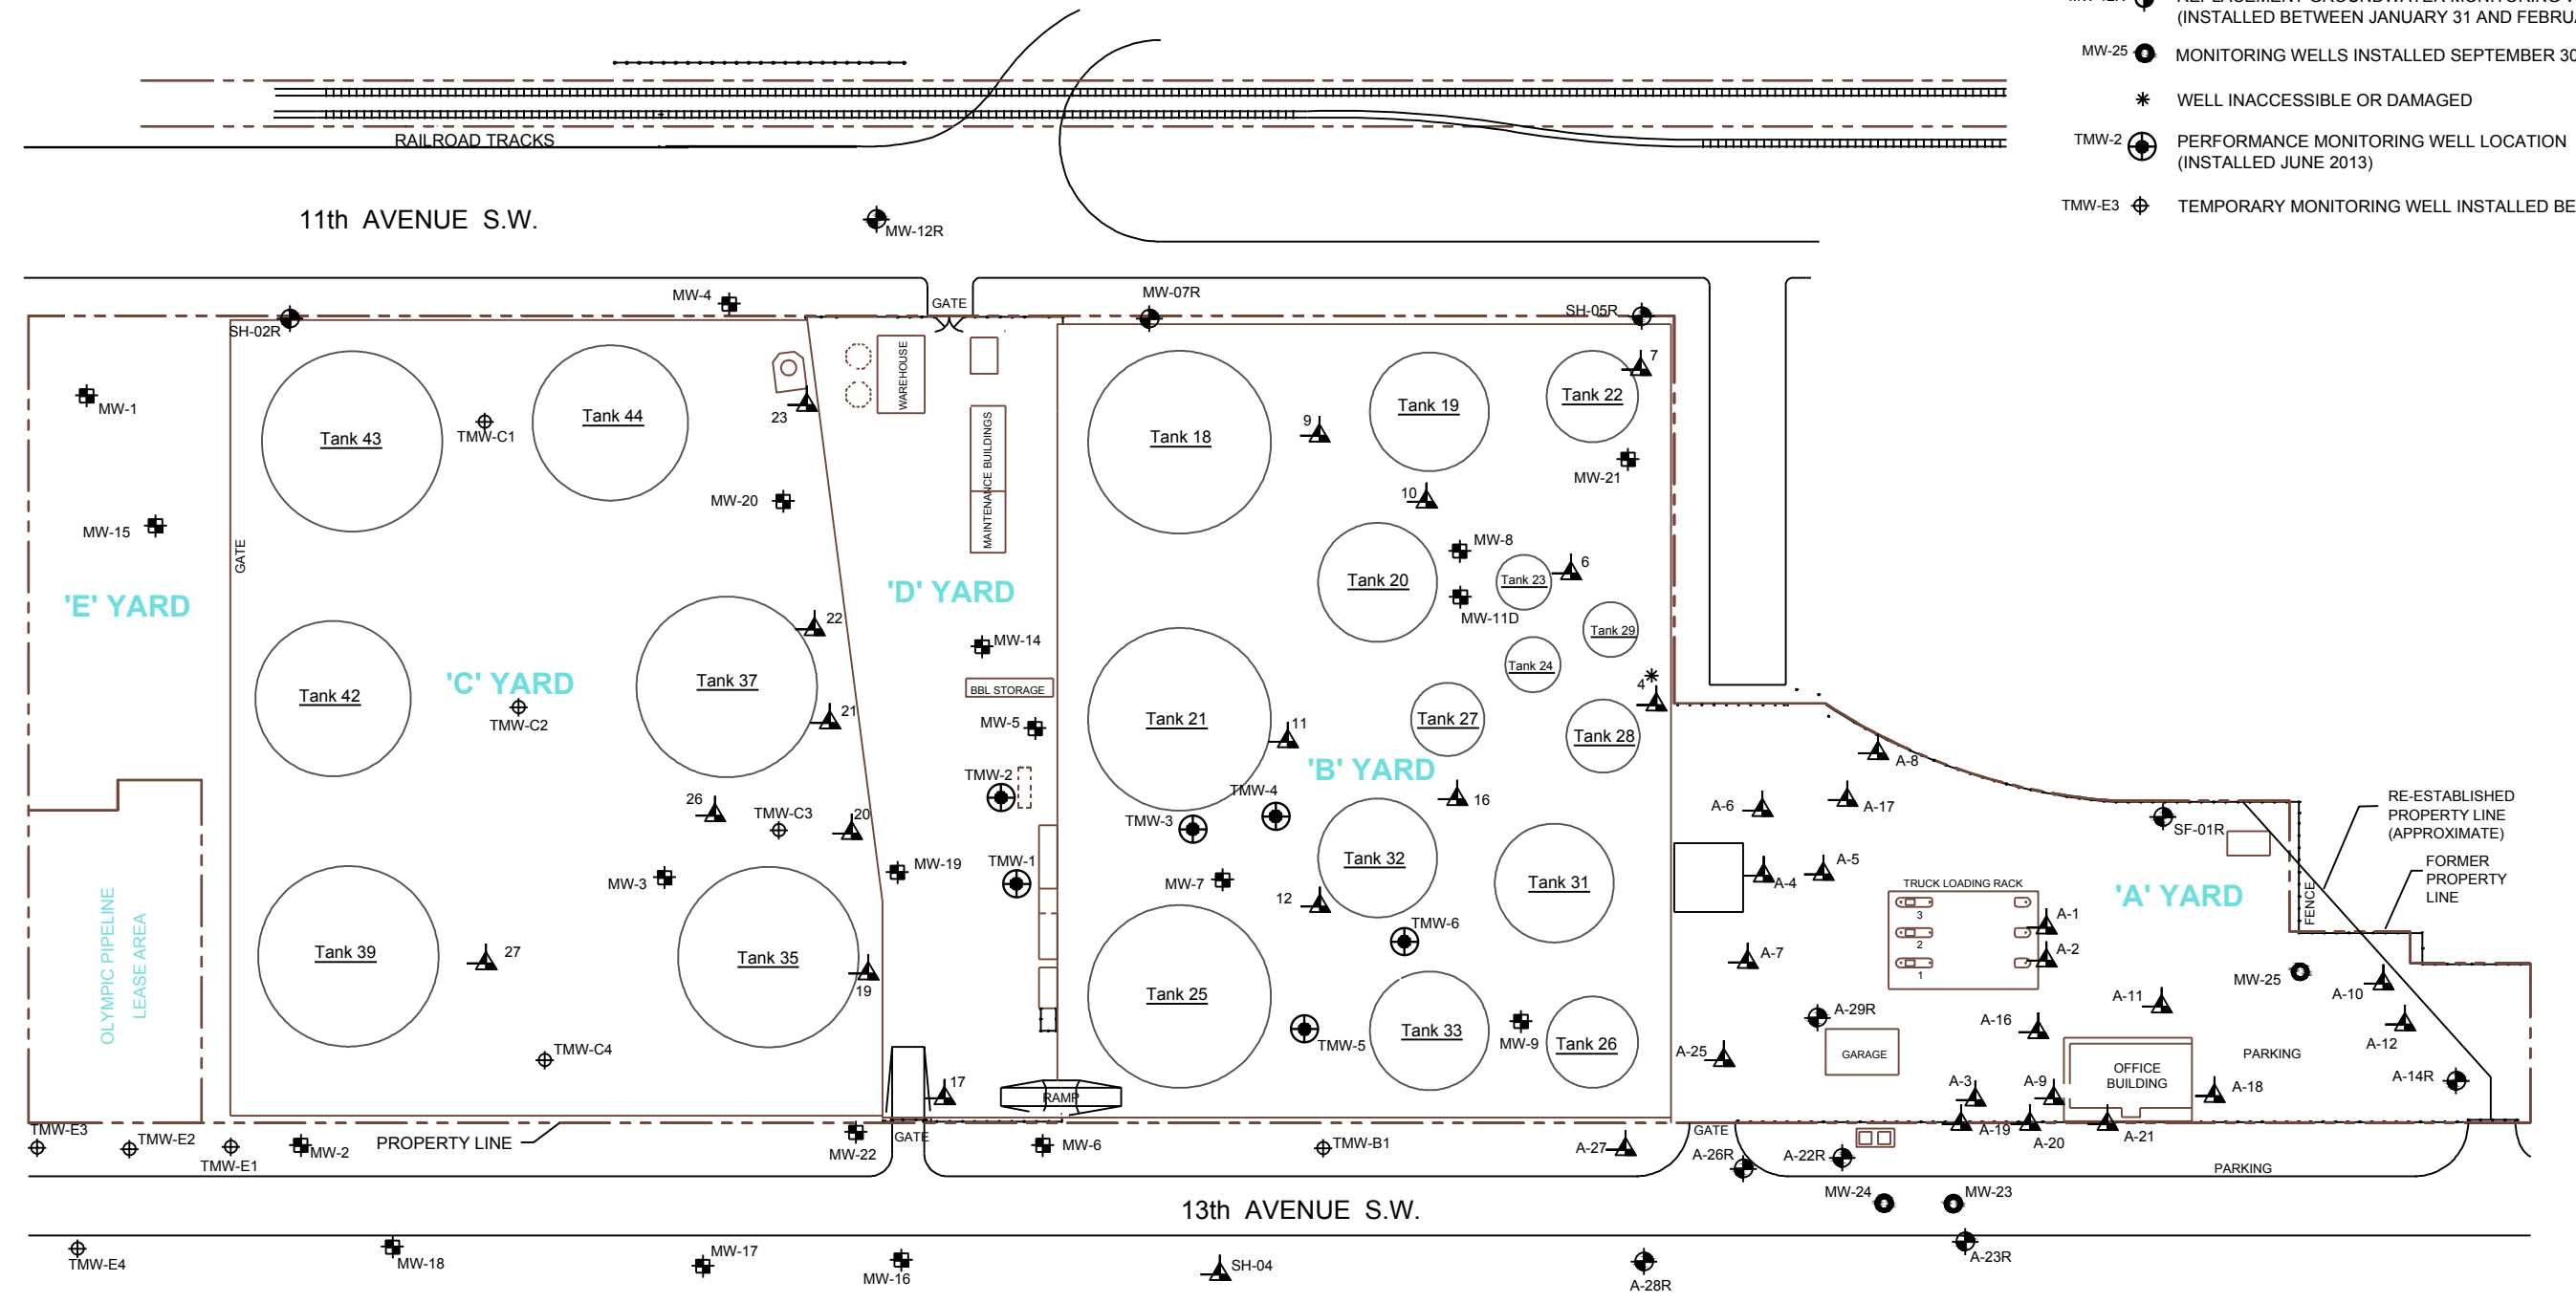 (INSTALLED BETWEEN JANUARY 31 AND
MW-25 MONITORING WELLS INSTALLED SEPTEMBER 30
WELL INACCESSIBLE OR DAMAGED
TMW-2 PERFORMANCE MONITORING WELL LOCATION
(INSTALLED JUNE 2013)
TMW-E3 TEMPORARY MONITORING WELL INSTALLED
RAILROAD TRACKS
11th AVENUE S.W.
MW-12R
MW-4
GATE
MW-07R
SH-02R
SH-05R
WAREHOUSE
7
MW-1
Tank 43
TMW-C1
Tank 44
23
Tank 18
9
Tank 19
Tank 22
MAINTENANCE BUILDINGS
MW-20
10
MW-21
MW-15
GATE
MW-8
Tank 20
Tank 23
6
'E' YARD
'D' YARD
MW-11D
22
Tank 29
MW-14
Tank 24
'C' YARD
Tank 42
Tank 37
BBL STORAGE
4
TMW-C2
21
MW-5
Tank 21
11
Tank 27
Tank 28
'B' YARD
A-8
TMW-2
TMW-4
26
TMW-C3
20
TMW-3
16
A-6
A-17
SF-01R
RE-ESTABLISHED
PROPERTY LINE
(APPROXIMATE)
FORMER
PROPERTY
LINE
MW-3
MW-19
TMW-1
MW-7
Tank 32
Tank 31
A-4
A-5
TRUCK LOADING RACK
3
2
1
'A' YARD
FENCE
12
TMW-6
A-1
A-2
A-7
OLYMPIC PIPELINE
LEASE AREA
Tank 39
27
Tank 35
19
Tank 25
MW-25
A-10
A-11
A-29R
A-16
A-12
TMW-5
Tank 33
MW-9
Tank 26
A-25
GARAGE
OFFICE
BUILDING
PARKING
TMW-C4
A-14R
17
RAMP
A-3
A-9
A-18
TMW-E3
TMW-E2
TMW-E1
MW-2
PROPERTY LINE
MW-22
GATE
MW-6
TMW-B1
A-27
GATE
A-26R
A-22R
A-19
A-20
A-21
PARKING
MW-24
MW-23
13th AVENUE S.W.
TMW-E4
MW-18
MW-17
MW-16
SH-04
A-28R
A-23R